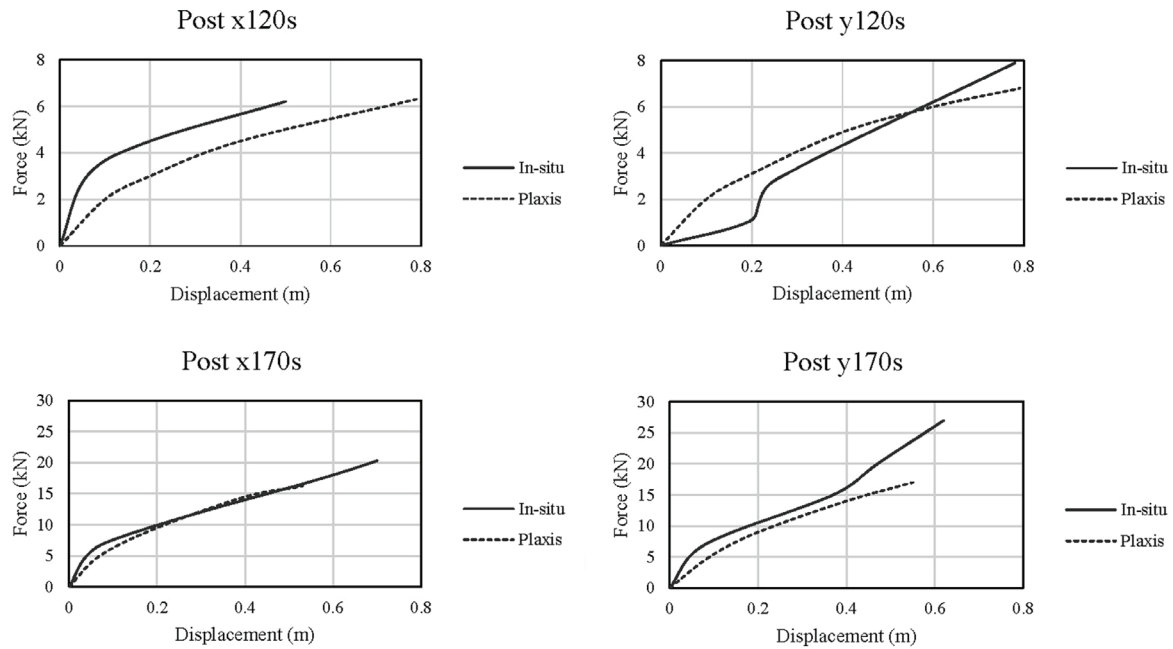 Post x120s
8
6
4
2
0
Force (kN)
0 0.2 0.4 0.6 0.8
Displacement (m)
In-situ
Plaxis
Post y120s
8
6
4
2
0
Force (kN)
0 0.2 0.4 0.6 0.8
Displacement (m)
In-situ
Plaxis
Post x170s
30
25
20
15
10
5
0
Force (kN)
0 0.2 0.4 0.6 0.8
Displacement (m)
In-situ
Plaxis
Post y170s
30
25
20
15
10
5
0
Force (kN)
0 0.2 0.4 0.6 0.8
Displacement (m)
In-situ
Plaxis